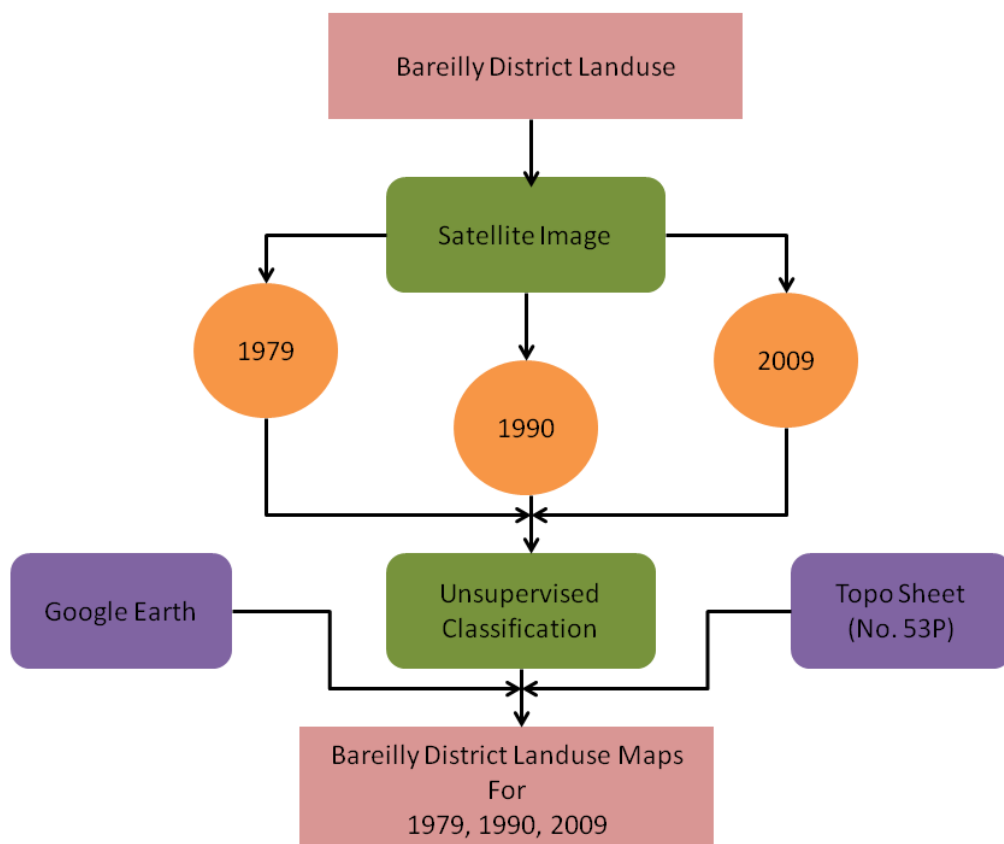 Bareilly District Landuse
Satellite Image
1979
1990
2009
Google Earth
Unsupervised
Classification
Topo Sheet
(No. 53P)
Bareilly District Landuse Maps
For
1979, 1990, 2009